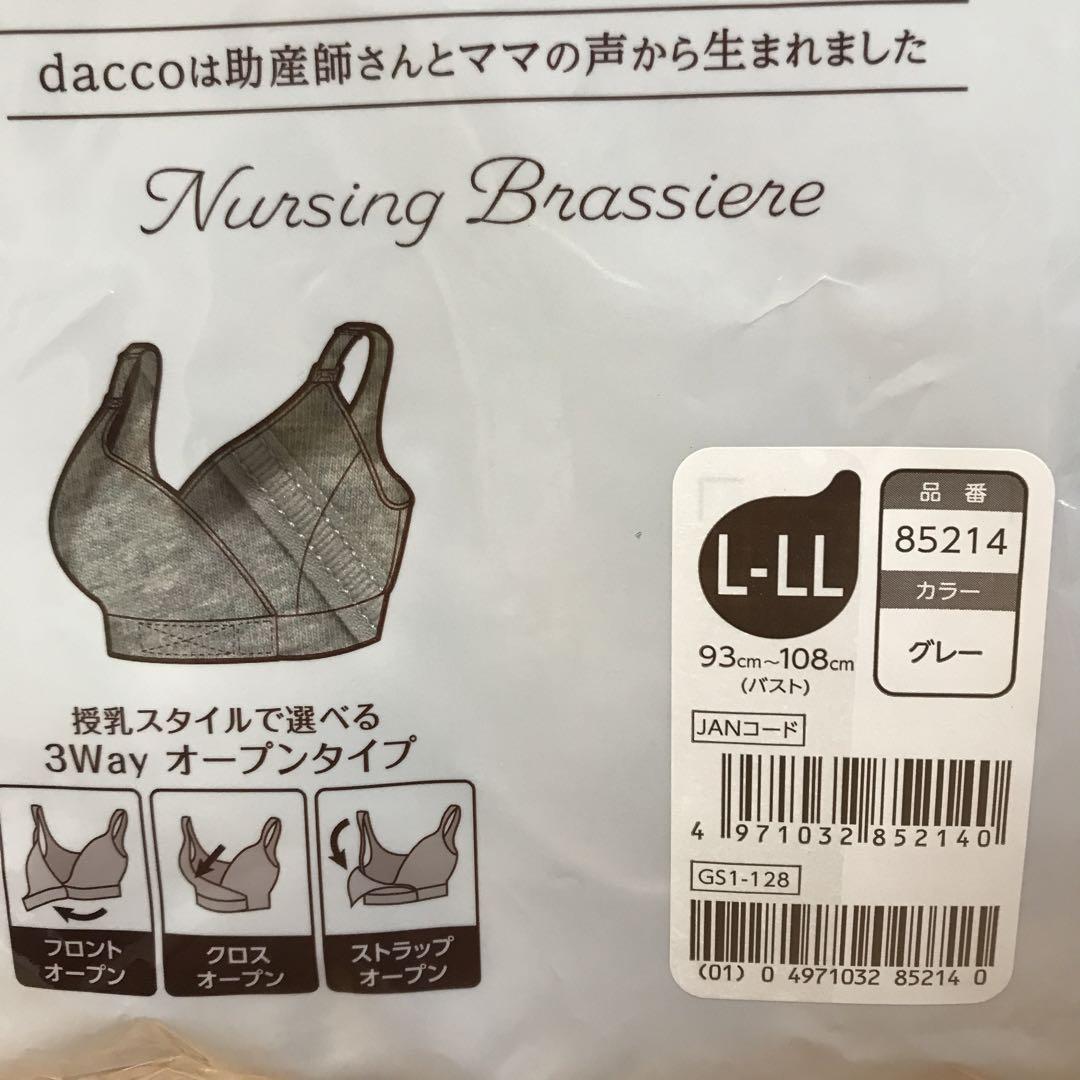 daccoは助産師さんとママの声から生まれました
Nursing Brassiere
授乳スタイルで選べる
3Way オープンタイプ
フロント
オープン
クロス
オープン
ストラップ
オープン
L-LL
93cm~108cm
(バスト)
品番
85214
カラー
グレー
JANコード
4 971032 852140
GS1-128
(01) 0 4971032 85214 0